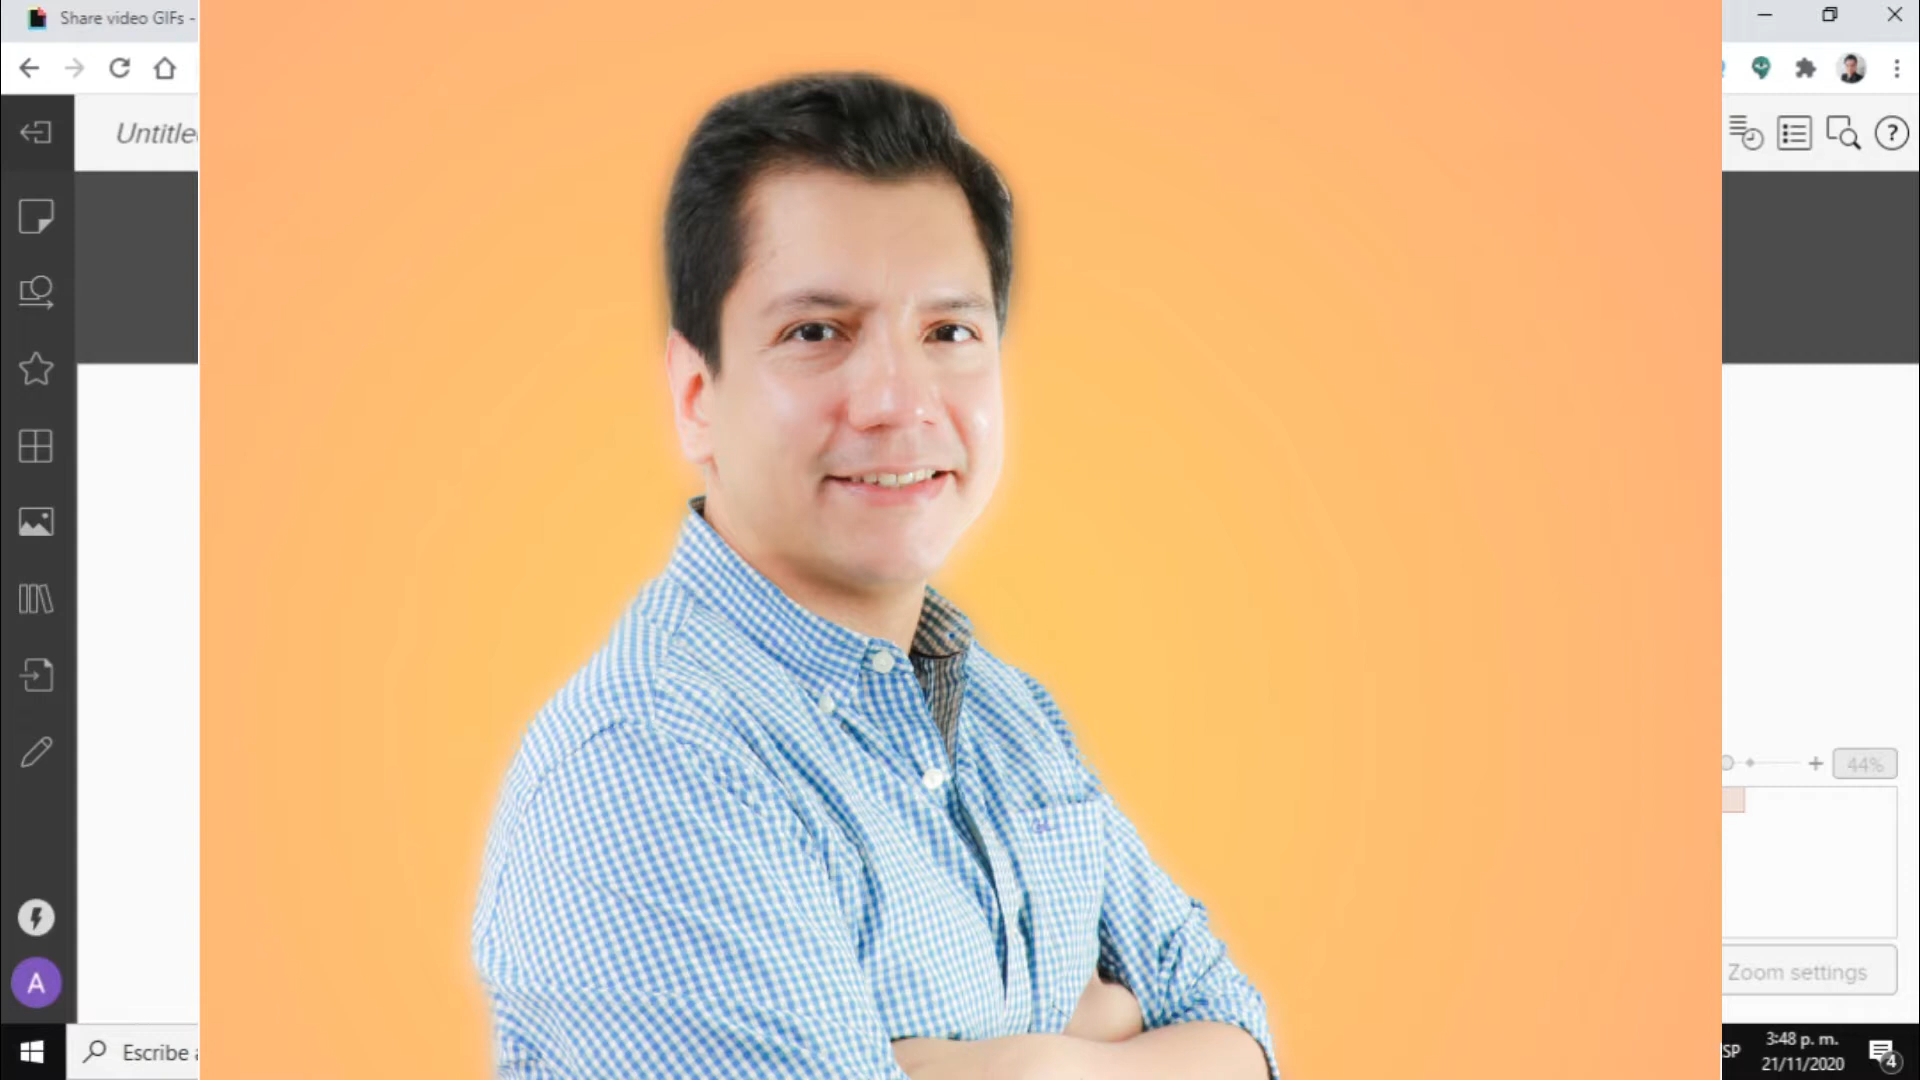 Share video GIFs -
Untitle
?
44%
Zoom settings
A
Escribe a
SP
3:48 p. m.
21/11/2020
4